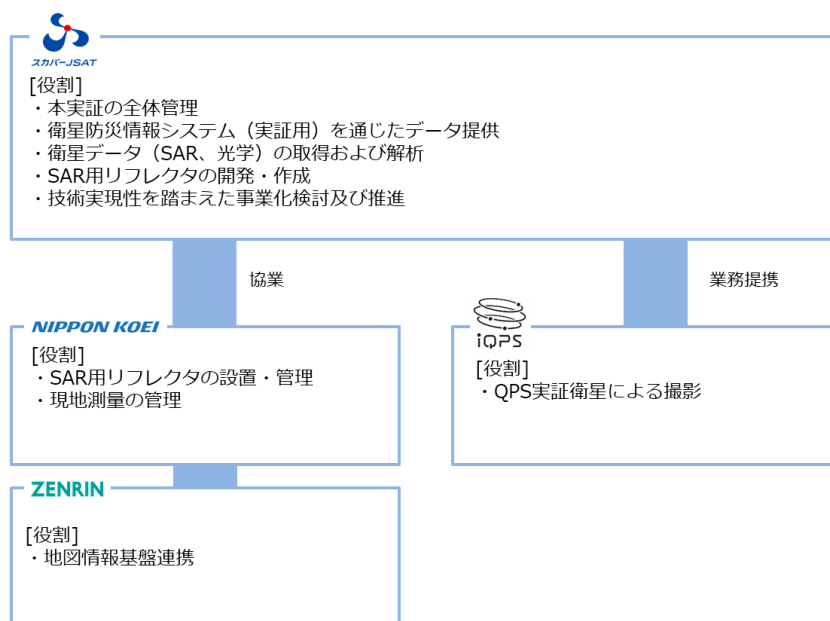 スカパーJSAT
[役割]
・本実証の全体管理
・衛星防災情報システム（実証用）を通じたデータ提供
・衛星データ（SAR、光学）の取得および解析
・SAR用リフレクタの開発・作成
・技術実現性を踏まえた事業化検討及び推進
協業
業務提携
NIPPON KOEI
[役割]
・SAR用リフレクタの設置・管理
・現地測量の管理
iQPS
[役割]
・QPS実証衛星による撮影
ZENRIN
[役割]
・地図情報基盤連携